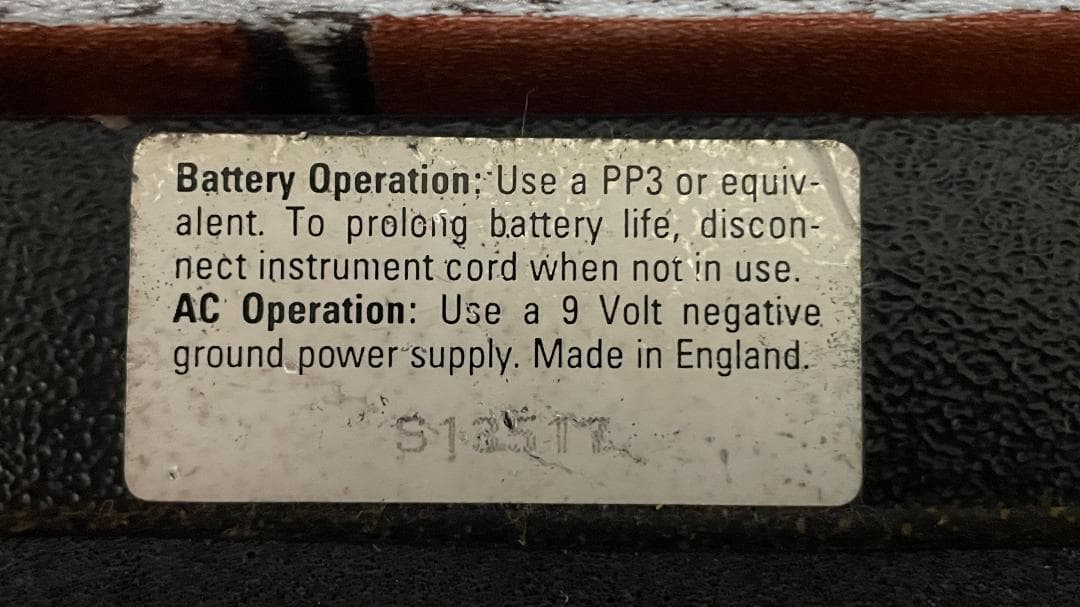 Battery Operation: Use a PP3 or equiv-
alent. To prolong battery life, discon-
nect instrument cord when not in use.
AC Operation: Use a 9 Volt negative
ground power supply. Made in England.